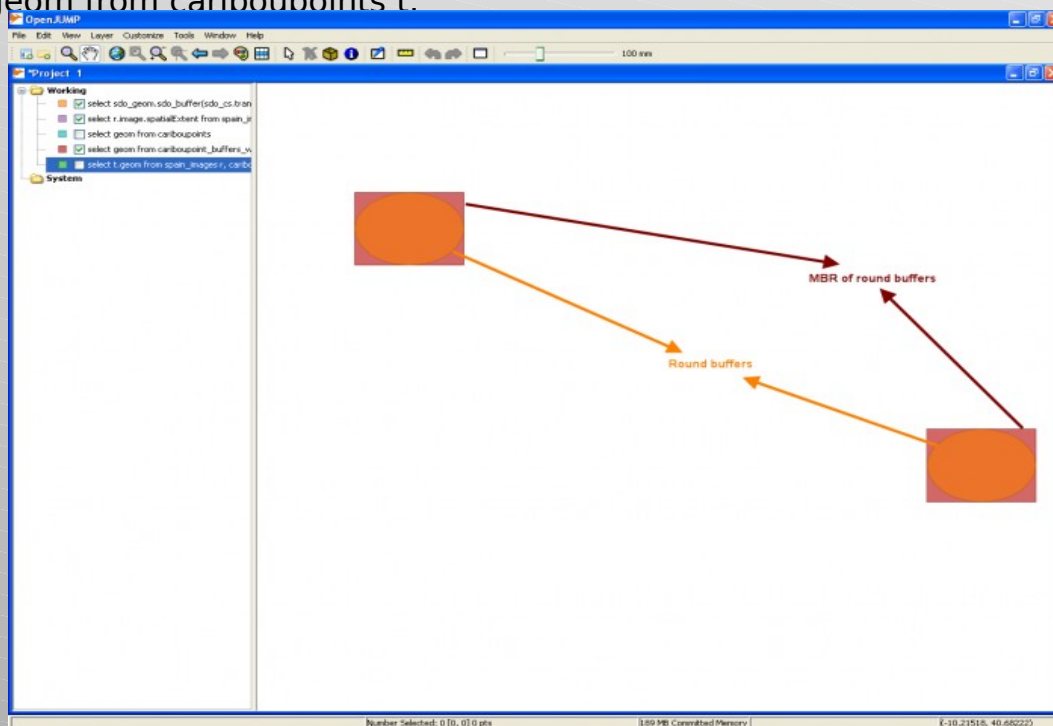 geom from cariboupoints t.
OpenJUMP
File Edit View Layer Customize Tools Window Help
100 mm
*Project 1
Working
select sdo_geom.sdo_buffer(sdo_cs.tran
select r.image.spatialExtent from spain_i
select geom from cariboupoints
select geom from cariboupoint_buffers_w
select t.geom from spain_images r, caribo
System
MBR of round buffers
Round buffers
Number Selected: 0 [0, 0] 0 pts
189 MB Committed Memory
(-10.21518, 40.68222)